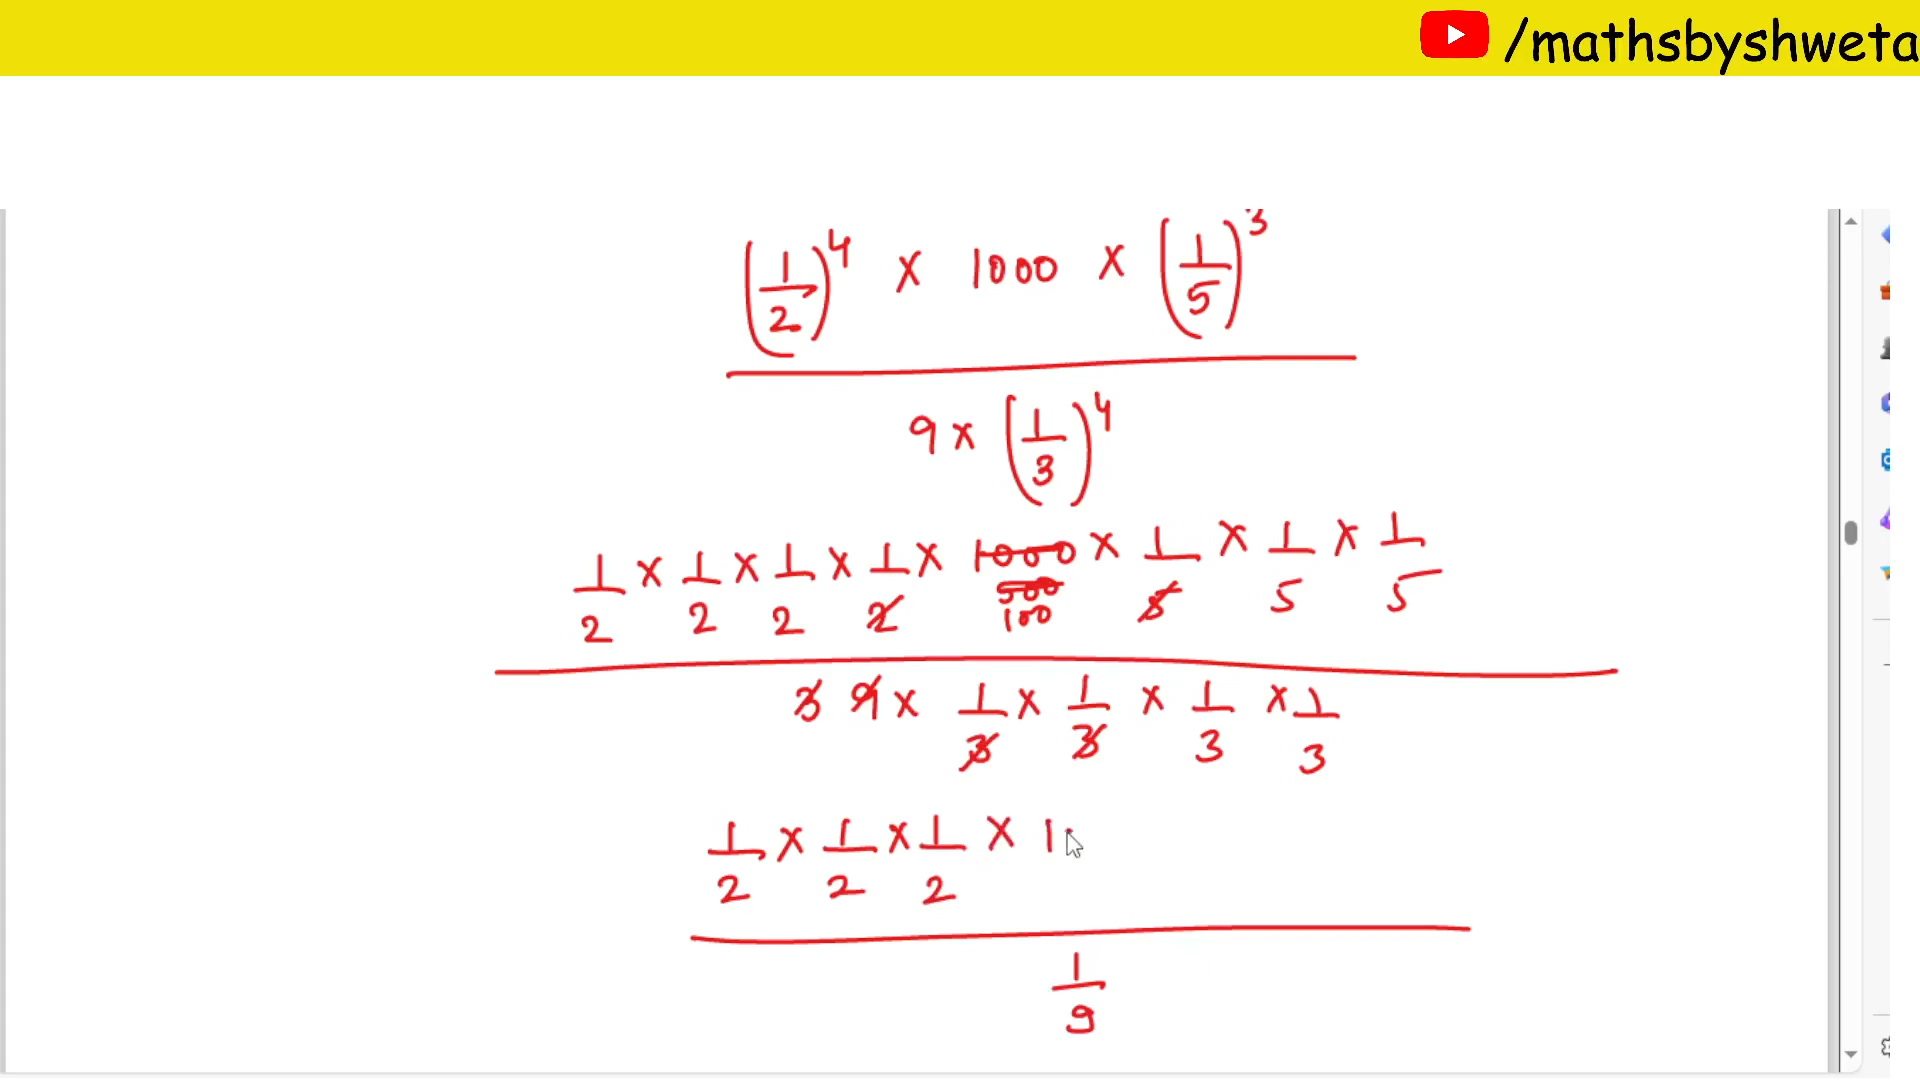 /mathsbyshweta
(1/2)^4 × 1000 × (1/5)^3
9 × (1/3)^4
1/2 × 1/2 × 1/2 × 1/2 × 1000 × 1/5 × 1/5 × 1/5
500
100
3 9 × 1/3 × 1/3 × 1/3 × 1/3
1/2 × 1/2 × 1/2 × 1
1/9